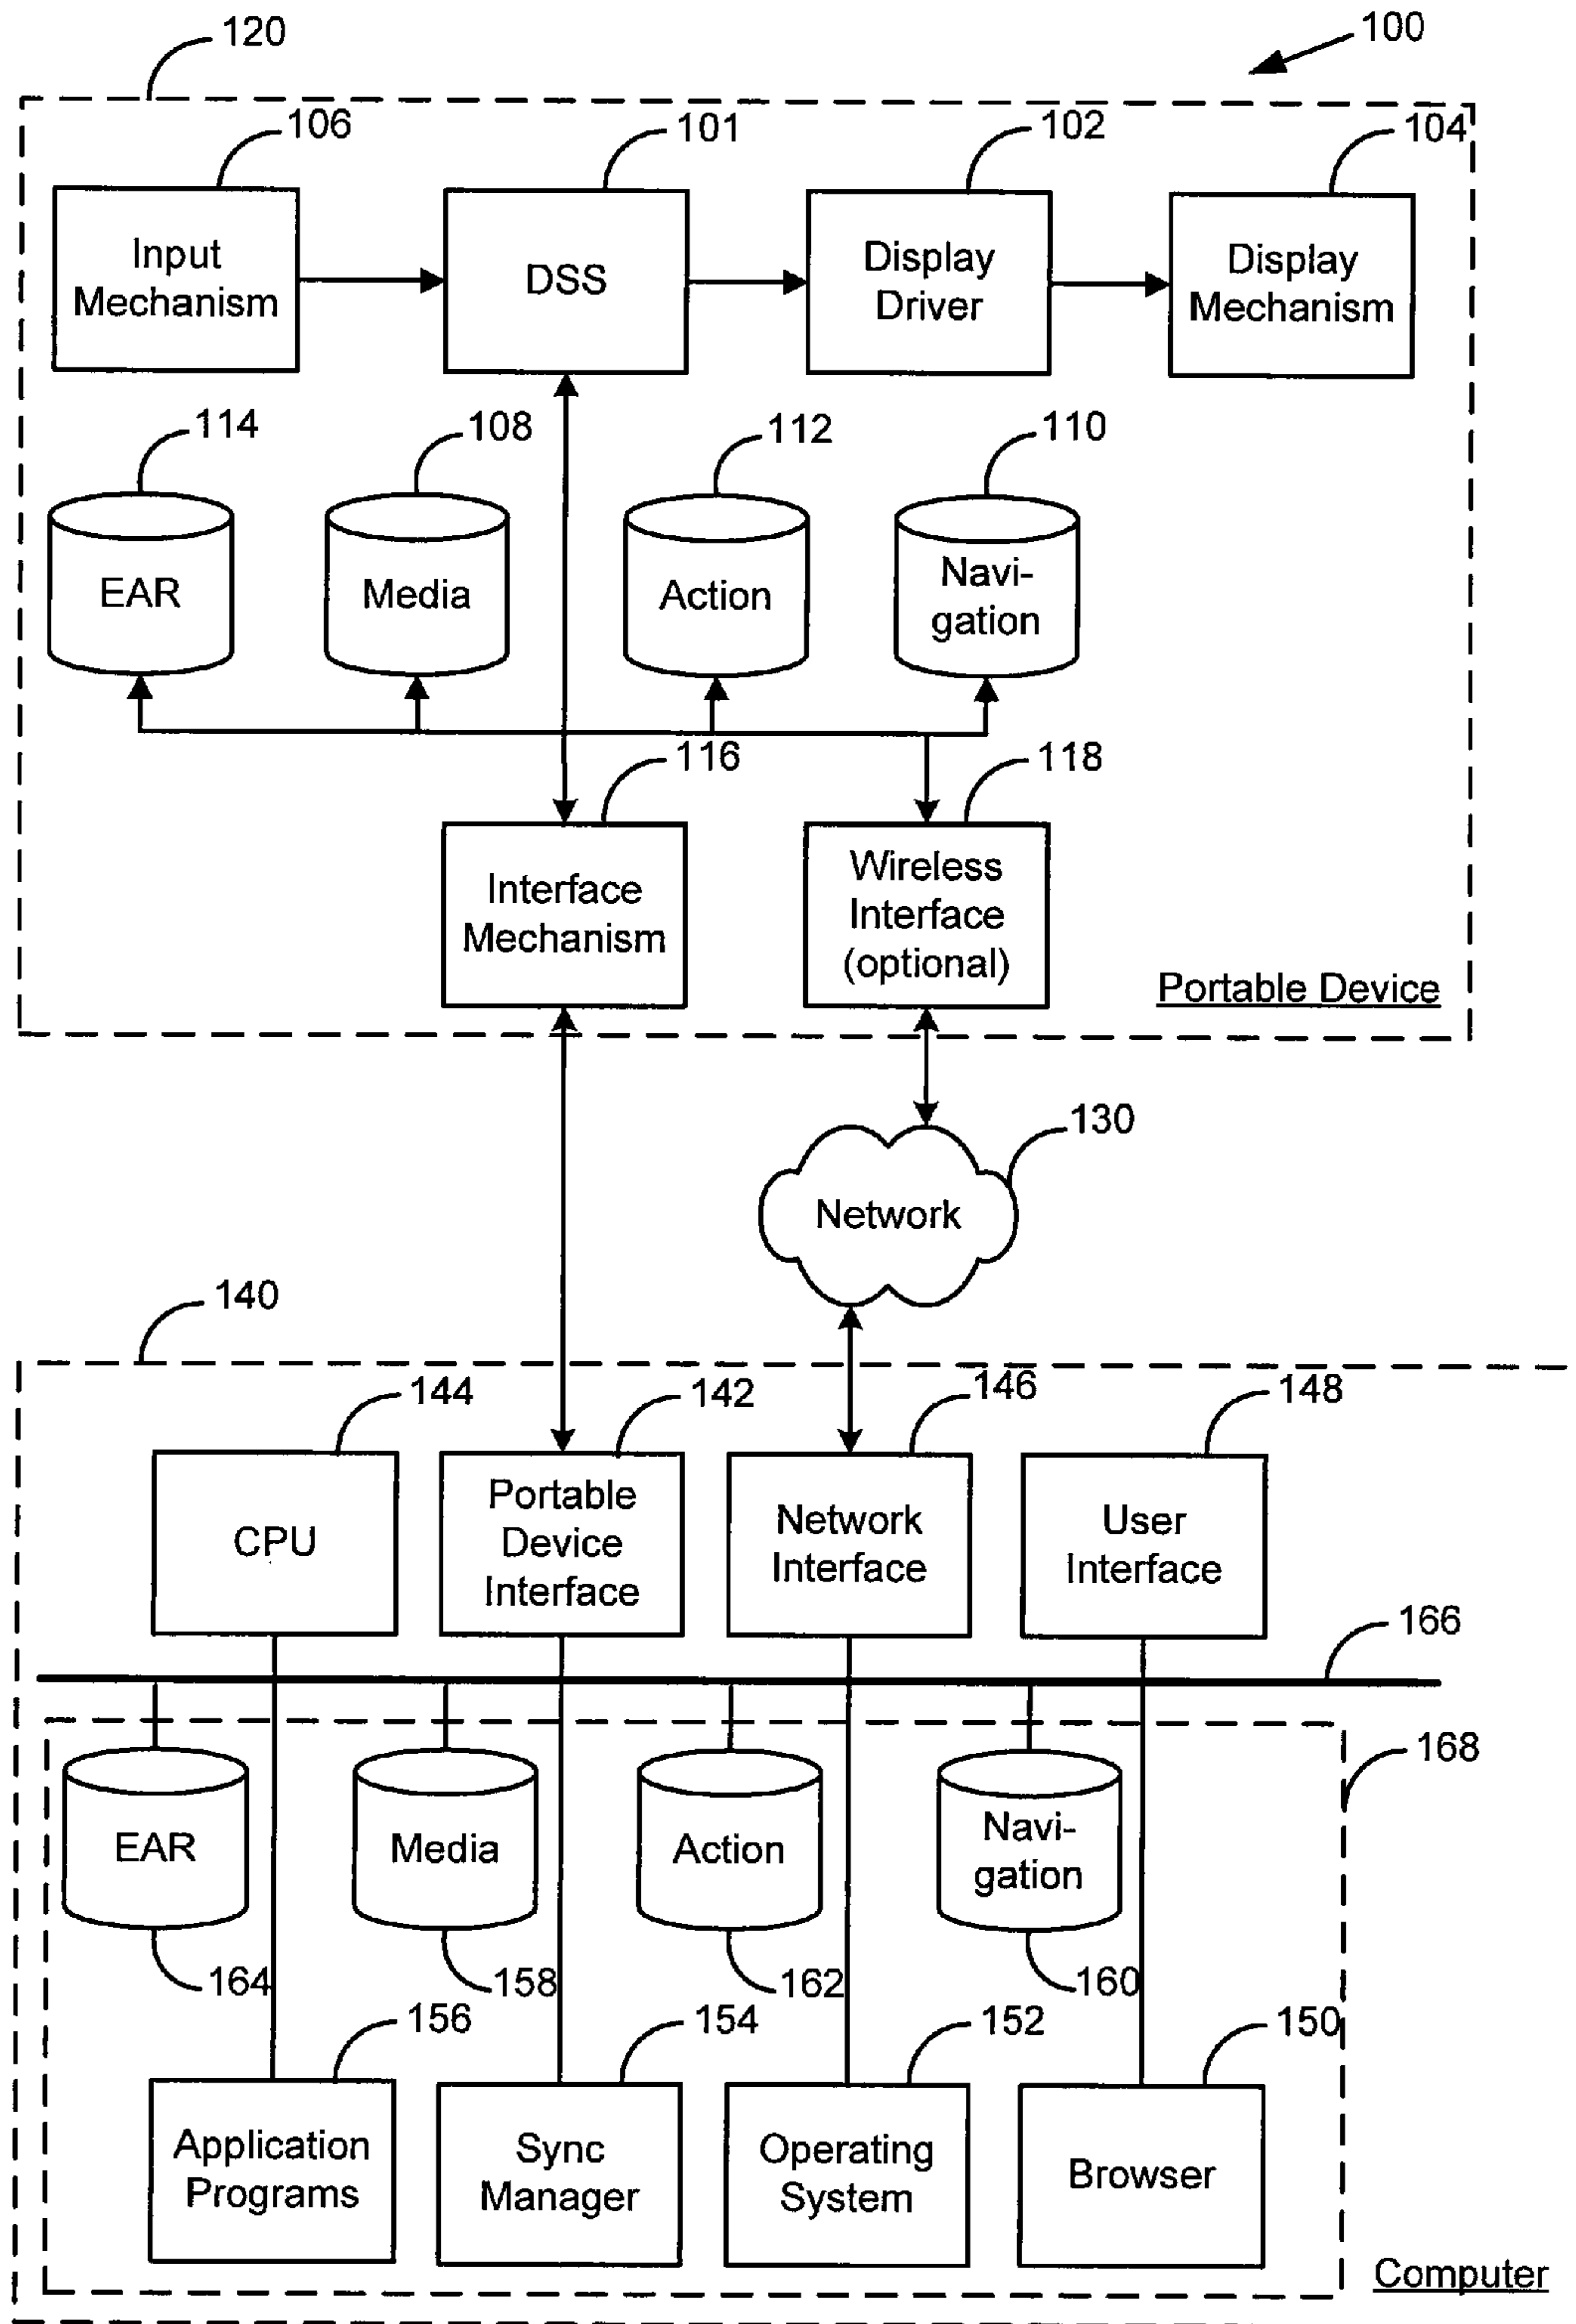 120
100
106
101
102
104
Input
Mechanism
DSS
Display
Driver
Display
Mechanism
114
108
112
110
EAR
Media
Action
Navi-
gation
116
118
Interface
Mechanism
Wireless
Interface
(optional)
Portable Device
130
Network
140
144
142
146
148
CPU
Portable
Device
Interface
Network
Interface
User
Interface
166
168
EAR
Media
Action
Navi-
gation
164
158
162
160
156
154
152
150
Application
Programs
Sync
Manager
Operating
System
Browser
Computer